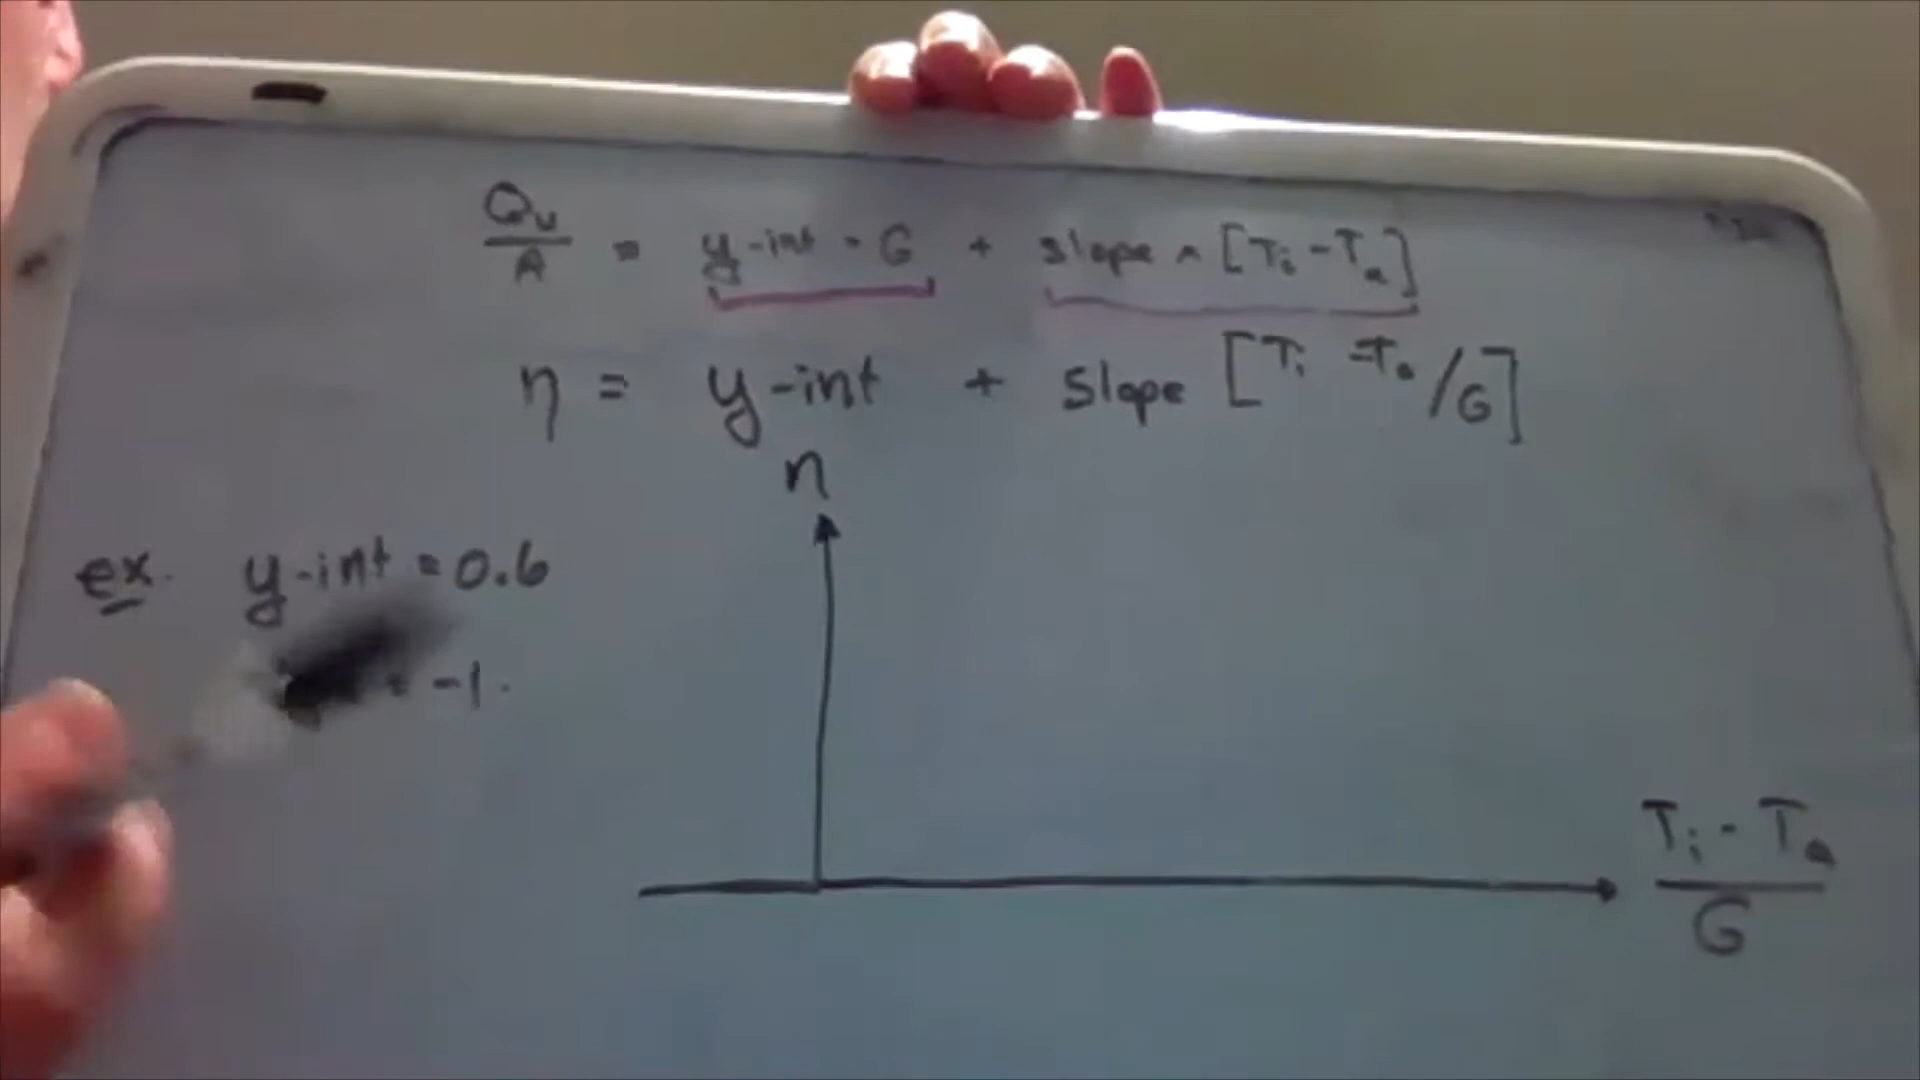 Qu/A = y-int · G + slope × [Ti - Ta]
η = y-int + slope [Ti - Ta/G]
η
ex. y-int = 0.6
= -1.
Ti - Ta
G